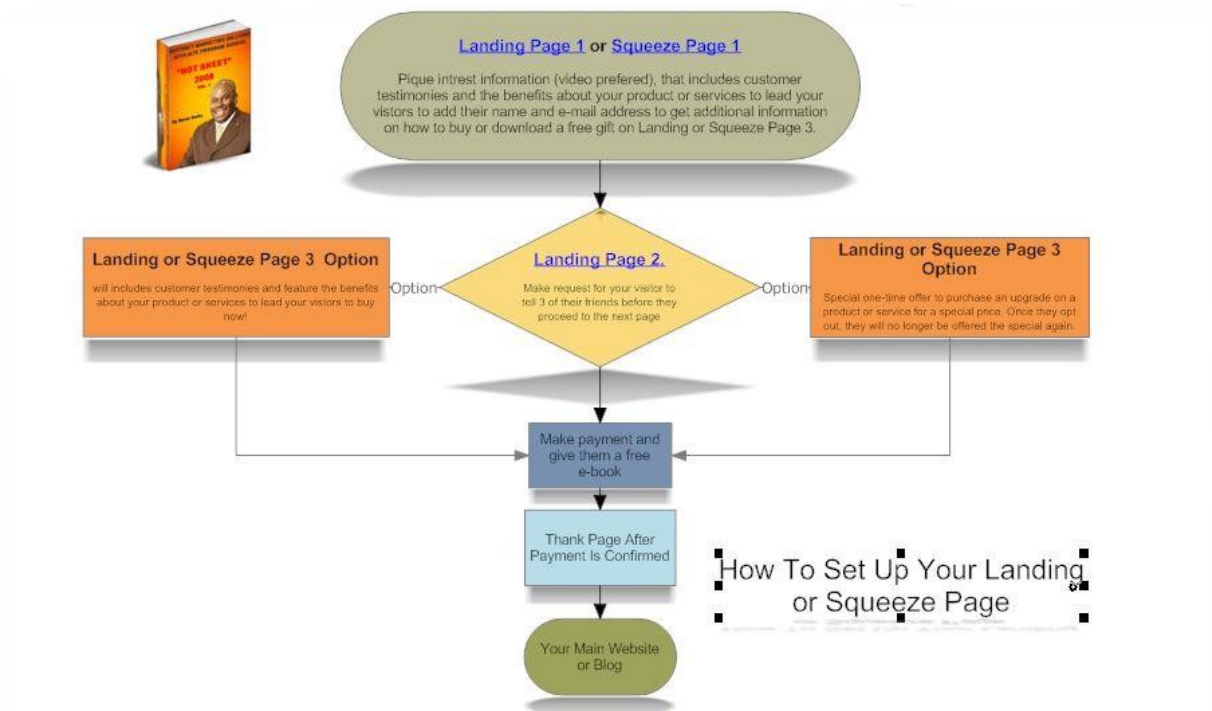 "HOT SHEET"
2008
Landing Page 1 or Squeeze Page 1
Pique intrest information (video prefered), that includes customer
testimonies and the benefits about your product or services to lead your
vistors to add their name and e-mail address to get additional information
on how to buy or download a free gift on Landing or Squeeze Page 3.
Landing or Squeeze Page 3 Option
will includes customer testimonies and feature the benefits
about your product or services to lead your vistors to buy
now!
Option
Landing Page 2.
Make request for your visitor to
tell 3 of their friends before they
proceed to the next page
Option
Landing or Squeeze Page 3
Option
Special one-time offer to purchase an upgrade on a
product or service for a special price. Once they opt
out, they will no longer be offered the special again.
Make payment and
give them a free
e-book
Thank Page After
Payment Is Confirmed
How To Set Up Your Landing
or Squeeze Page
Your Main Website
or Blog